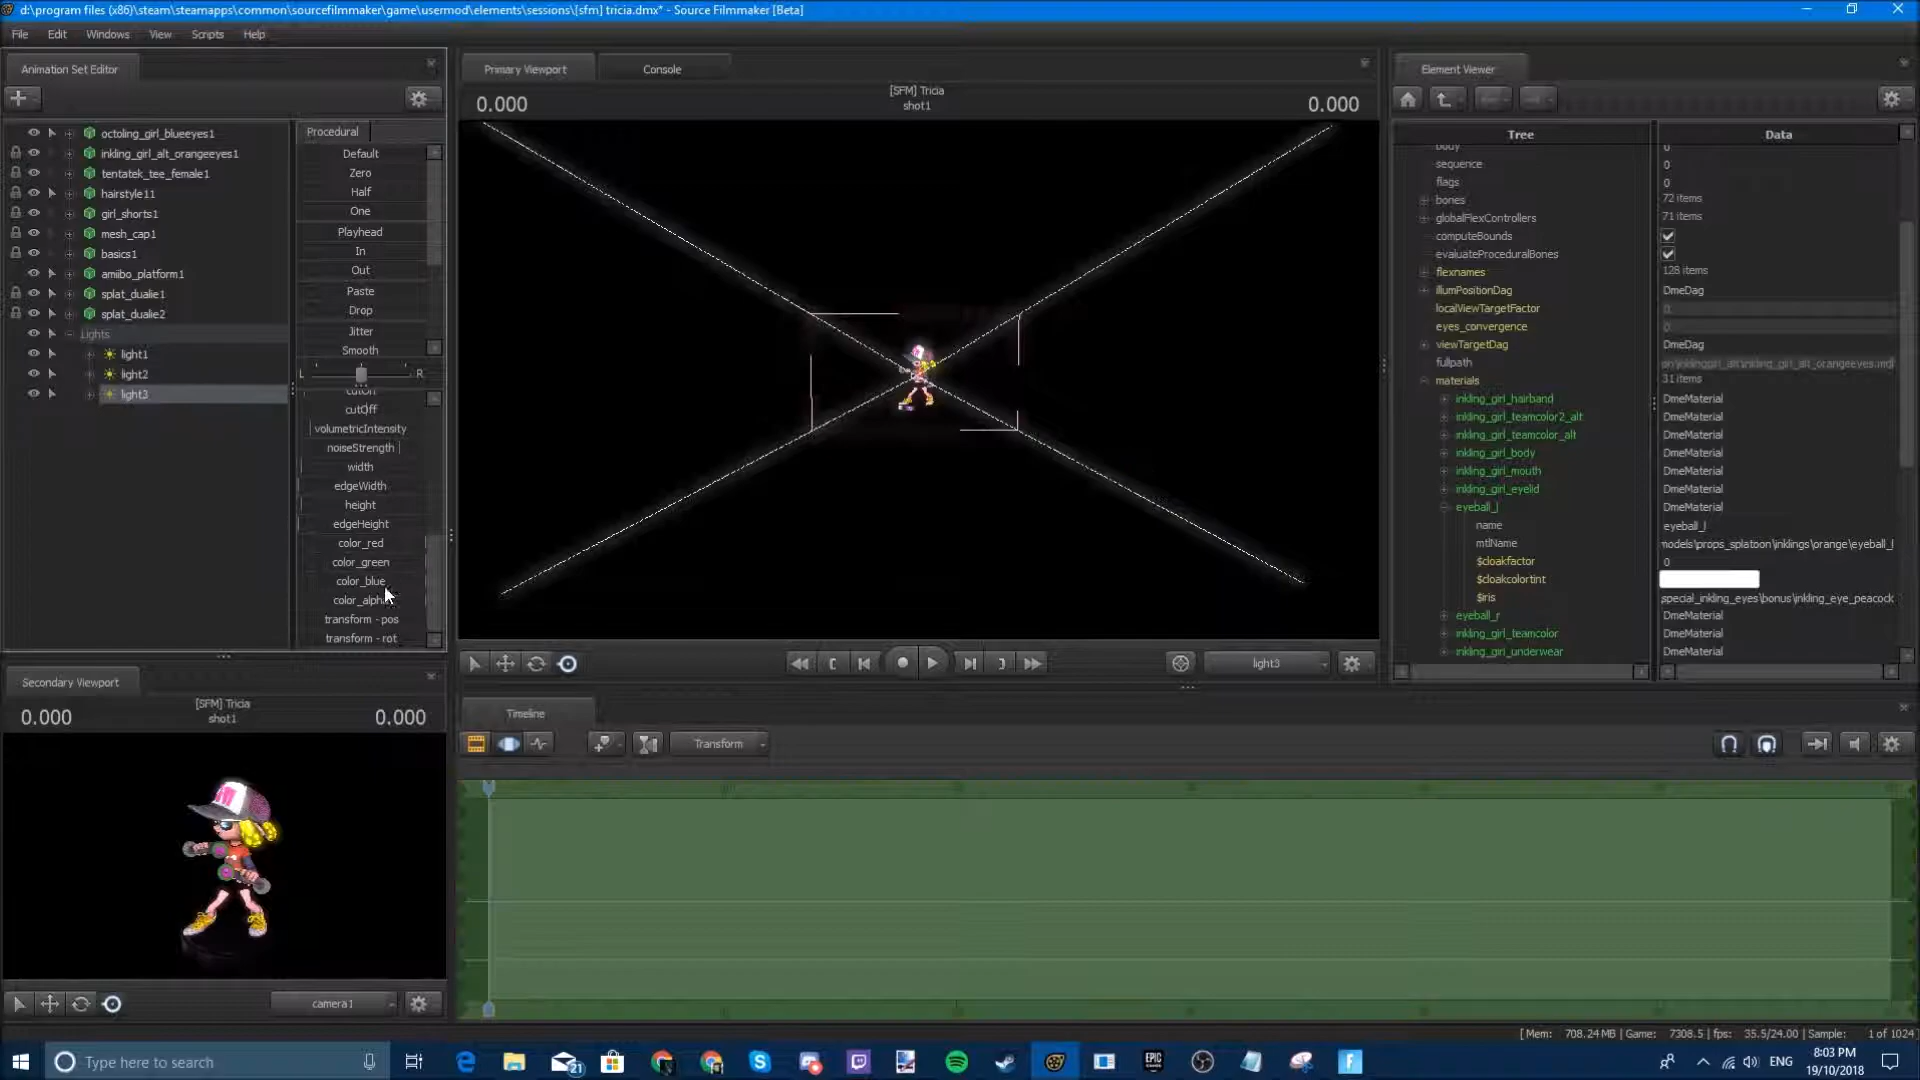 d:\program files (x86)\steam\steamapps\common\sourcefilmmaker\game\usermod\elements\sessions\[sfm] tricia.dmx* - Source Filmmaker [Beta]
File Edit Windows View Scripts Help
Animation Set Editor
octoling_girl_blueeyes1
inkling_girl_alt_orangeeyes1
tentatek_tee_female1
hairstyle11
girl_shorts1
mesh_cap1
basics1
amiibo_platform1
splat_dualie1
splat_dualie2
Lights
light1
light2
light3
Procedural
Default
Zero
Half
One
Playhead
In
Out
Paste
Drop
Jitter
Smooth
L R
cutOff
volumetricIntensity
noiseStrength
width
edgeWidth
height
edgeHeight
color_red
color_green
color_blue
color_alpha
transform - pos
transform - rot
Primary Viewport Console
0.000 [SFM] Tricia 0.000
shot1
light3
Element Viewer
Tree Data
body 0
sequence 0
flags 0
bones 72 items
globalFlexControllers 71 items
computeBounds
evaluateProceduralBones
flexnames 128 items
illumPositionDag DmeDag
localViewTargetFactor 0
eyes_convergence 0
viewTargetDag DmeDag
fullpath
materials 31 items
inkling_girl_hairband DmeMaterial
inkling_girl_teamcolor2_alt DmeMaterial
inkling_girl_teamcolor_alt DmeMaterial
inkling_girl_body DmeMaterial
inkling_girl_mouth DmeMaterial
inkling_girl_eyelid DmeMaterial
eyeball_l DmeMaterial
name eyeball_l
mtlName models\props_splatoon\inklings\orange\eyeball_l
$cloakfactor 0
$cloakcolortint
$iris special_inkling_eyes\bonus\inkling_eye_peacock
eyeball_r DmeMaterial
inkling_girl_teamcolor DmeMaterial
inkling_girl_underwear DmeMaterial
Secondary Viewport
0.000 [SFM] Tricia 0.000
shot1
camera1
Timeline
Transform
[ Mem: 708.24 MB | Game: 7308.5 | fps: 35.5/24.00 | Sample: 1 of 1024 ]
Type here to search
21
ENG
8:03 PM
19/10/2018